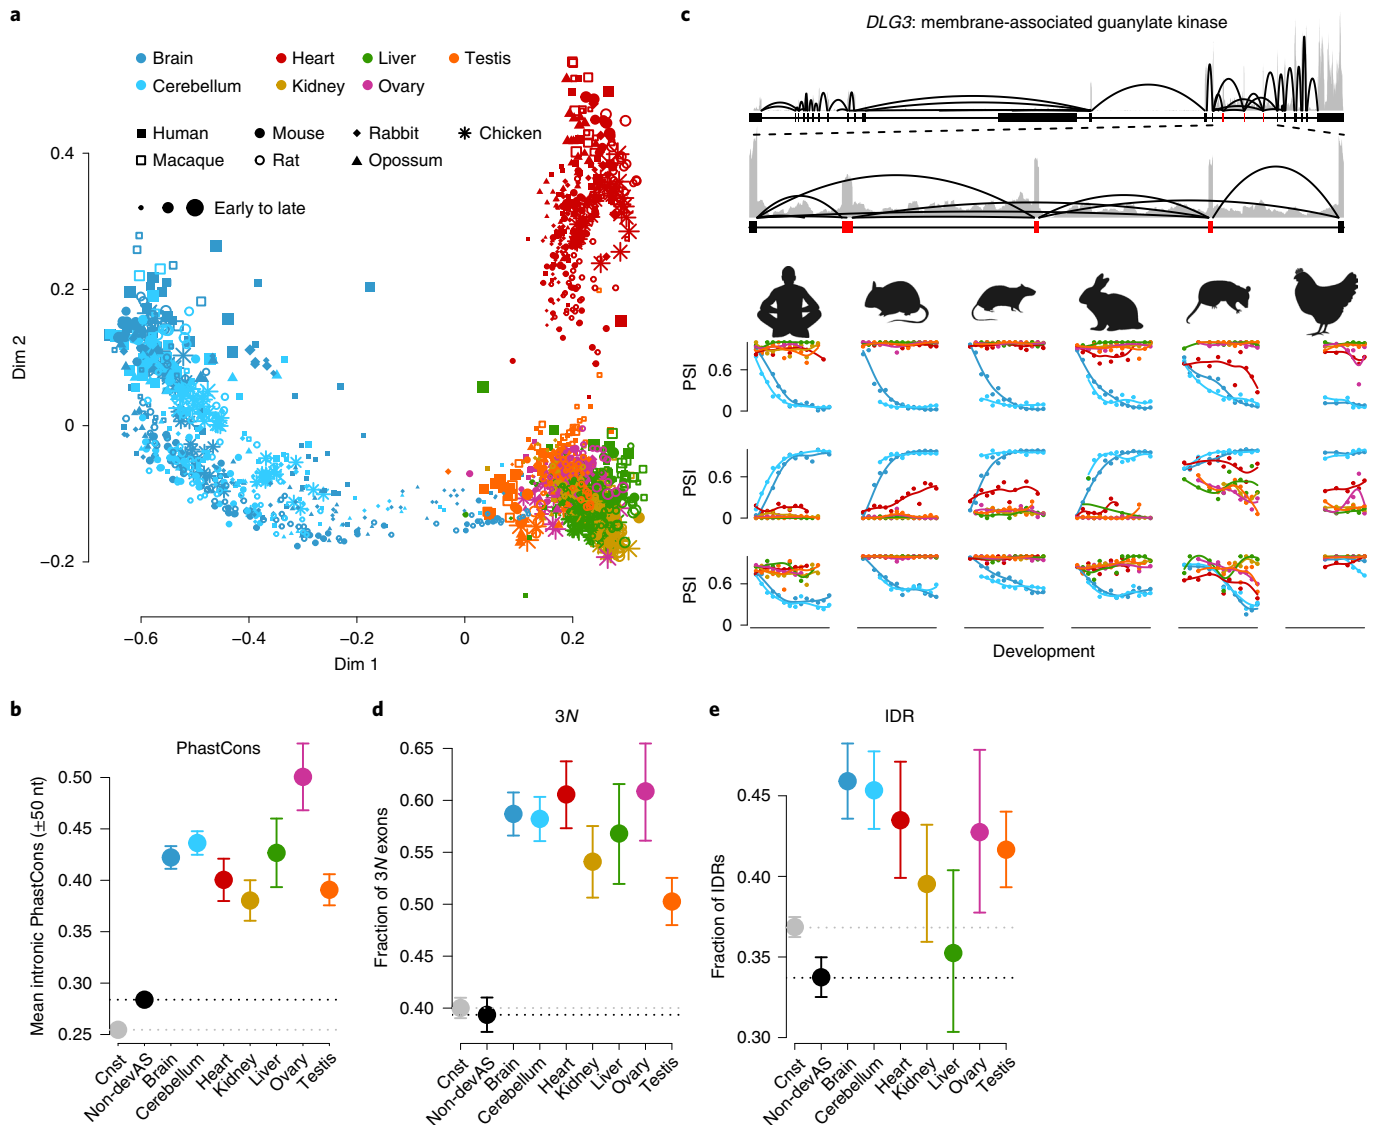 a
Brain
Heart
Liver
Testis
Cerebellum
Kidney
Ovary
Human
Mouse
Rabbit
Chicken
Macaque
Rat
Opossum
Early to late
Dim 2
0.4
0.2
0
−0.2
−0.6
−0.4
−0.2
0
0.2
Dim 1
c
DLG3: membrane-associated guanylate kinase
PSI
0.6
0
PSI
0.6
0
PSI
0.6
0
Development
b
PhastCons
Mean intronic PhastCons (±50 nt)
0.50
0.45
0.40
0.35
0.30
0.25
Cnst
Non-devAS
Brain
Cerebellum
Heart
Kidney
Liver
Ovary
Testis
d
3N
Fraction of 3N exons
0.65
0.60
0.55
0.50
0.45
0.40
Cnst
Non-devAS
Brain
Cerebellum
Heart
Kidney
Liver
Ovary
Testis
e
IDR
Fraction of IDRs
0.45
0.40
0.35
0.30
Cnst
Non-devAS
Brain
Cerebellum
Heart
Kidney
Liver
Ovary
Testis